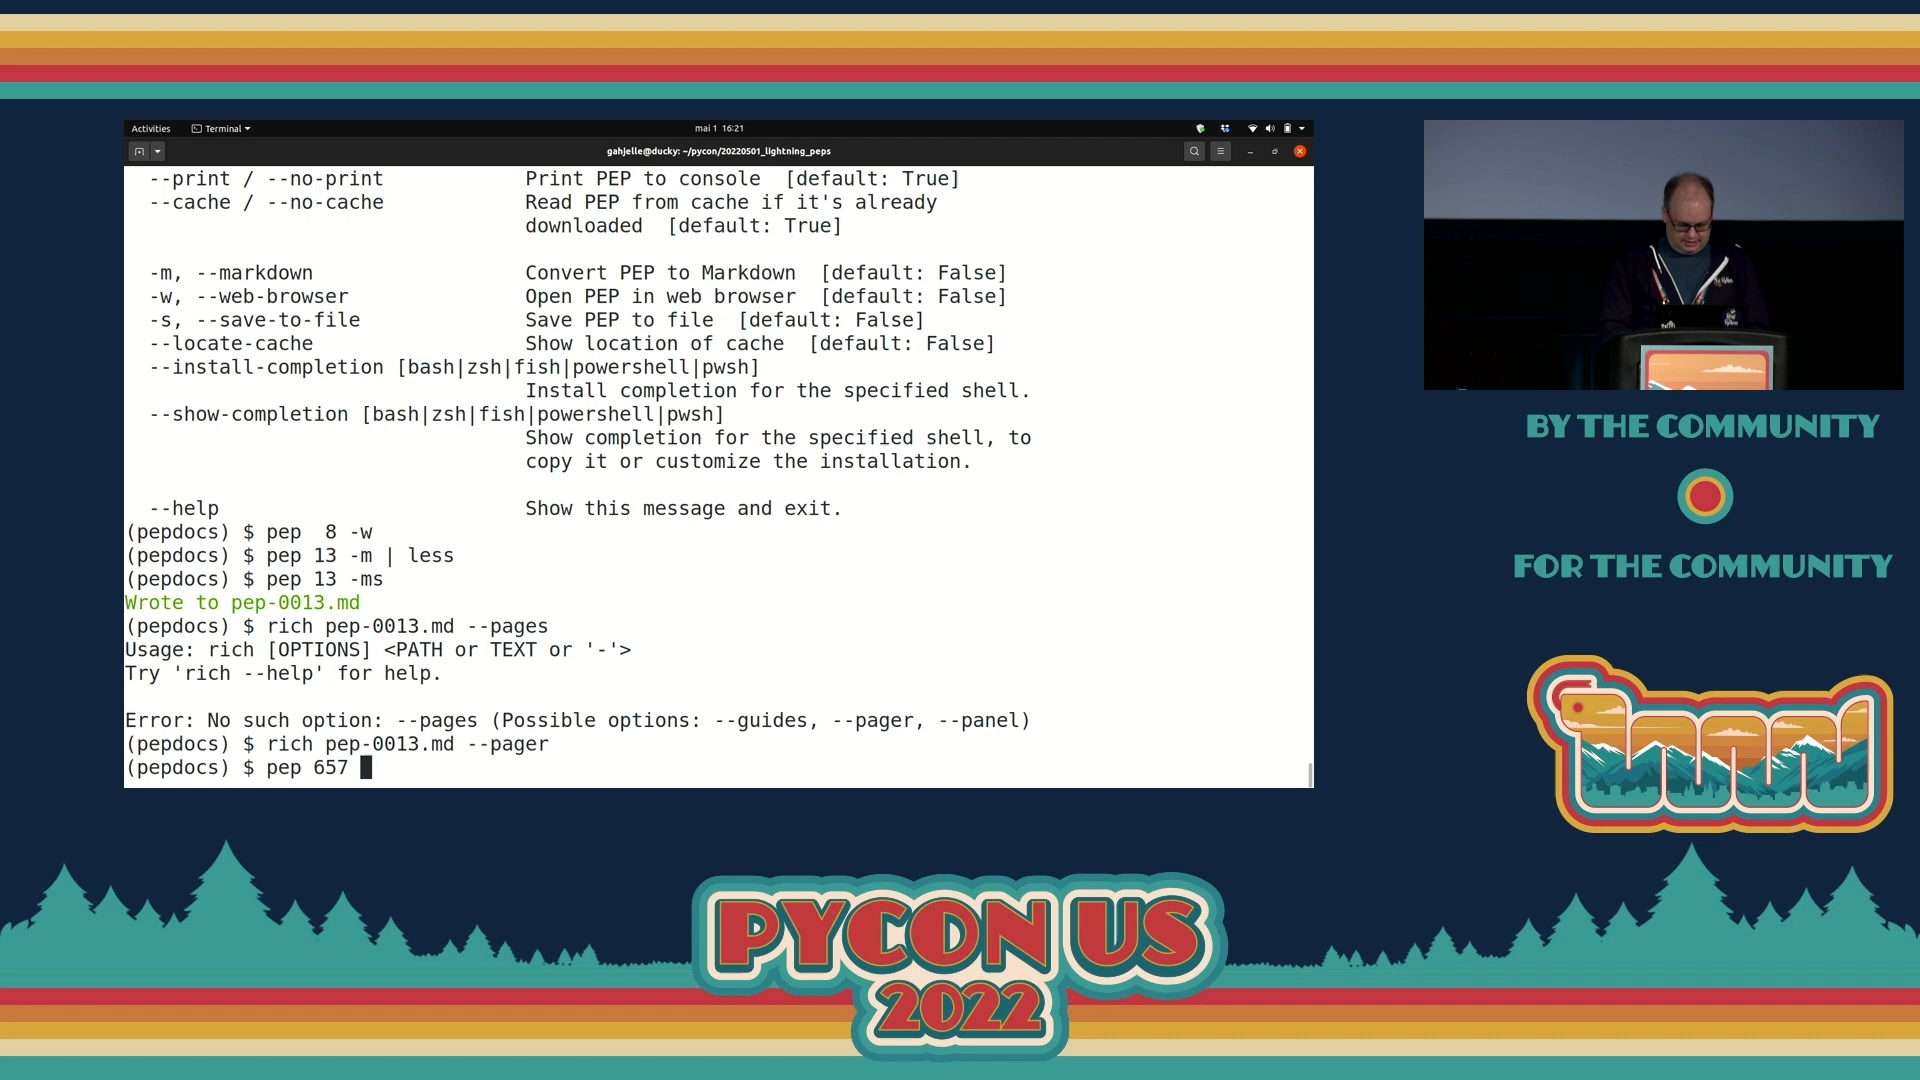 Activities
Terminal
mai 1 16:21
gahjelle@ducky: ~/pycon/20220501_lightning_peps
--print / --no-print Print PEP to console [default: True]
--cache / --no-cache Read PEP from cache if it's already
downloaded [default: True]
-m, --markdown Convert PEP to Markdown [default: False]
-w, --web-browser Open PEP in web browser [default: False]
-s, --save-to-file Save PEP to file [default: False]
--locate-cache Show location of cache [default: False]
--install-completion [bash|zsh|fish|powershell|pwsh]
Install completion for the specified shell.
--show-completion [bash|zsh|fish|powershell|pwsh]
Show completion for the specified shell, to
copy it or customize the installation.
--help Show this message and exit.
(pepdocs) $ pep  8 -w
(pepdocs) $ pep 13 -m | less
(pepdocs) $ pep 13 -ms
Wrote to pep-0013.md
(pepdocs) $ rich pep-0013.md --pages
Usage: rich [OPTIONS] <PATH or TEXT or '-'>
Try 'rich --help' for help.
Error: No such option: --pages (Possible options: --guides, --pager, --panel)
(pepdocs) $ rich pep-0013.md --pager
(pepdocs) $ pep 657
BY THE COMMUNITY
FOR THE COMMUNITY
PYCON US
2022